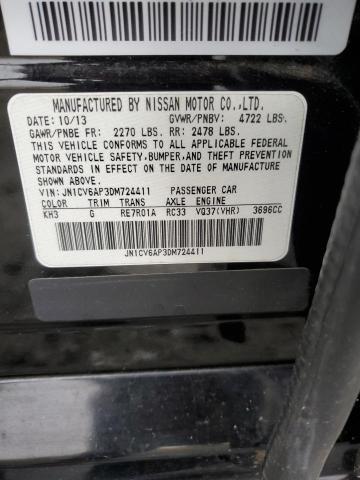 MANUFACTURED BY NISSAN MOTOR CO.,LTD.
DATE: 10/13 GVWR/PNBV: 4722 LBS.
GAWR/PNBE FR: 2270 LBS. RR: 2478 LBS.
THIS VEHICLE CONFORMS TO ALL APPLICABLE FEDERAL
MOTOR VEHICLE SAFETY, BUMPER, AND THEFT PREVENTION
STANDARDS IN EFFECT ON THE DATE OF MANUFACTURE
SHOWN ABOVE.
VIN: JN1CV6AP3DM724411 PASSENGER CAR
COLOR TRIM TRANS AXLE ENGINE
KH3 G RE7R01A RC33 VQ37(VHR) 3696CC
JN1CV6AP3DM724411